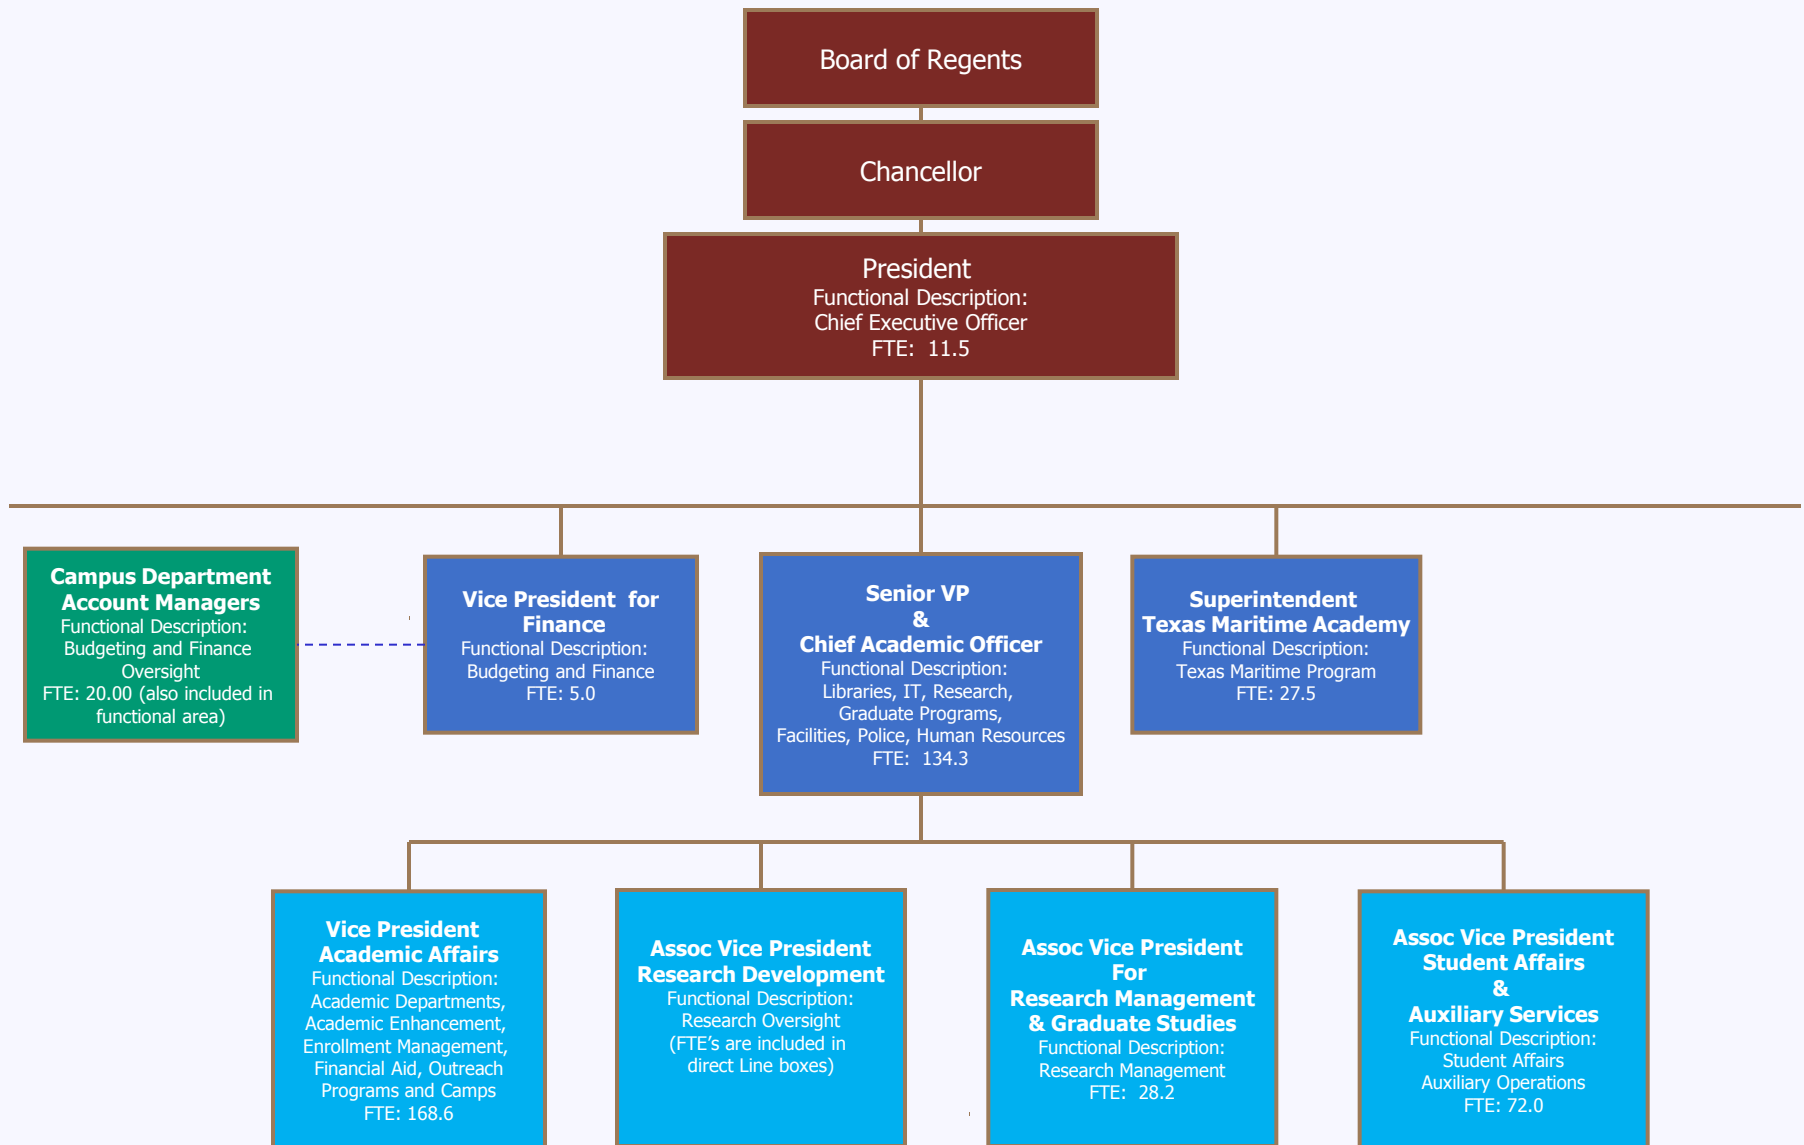 Board of Regents
Chancellor
President
Functional Description:
Chief Executive Officer
FTE: 11.5
Campus Department
Account Managers
Functional Description:
Budgeting and Finance
Oversight
FTE: 20.00 (also included in
functional area)
Vice President for
Finance
Functional Description:
Budgeting and Finance
FTE: 5.0
Senior VP
&
Chief Academic Officer
Functional Description:
Libraries, IT, Research,
Graduate Programs,
Facilities, Police, Human Resources
FTE: 134.3
Superintendent
Texas Maritime Academy
Functional Description:
Texas Maritime Program
FTE: 27.5
Vice President
Academic Affairs
Functional Description:
Academic Departments,
Academic Enhancement,
Enrollment Management,
Financial Aid, Outreach
Programs and Camps
FTE: 168.6
Assoc Vice President
Research Development
Functional Description:
Research Oversight
(FTE’s are included in
direct Line boxes)
Assoc Vice President
For
Research Management
& Graduate Studies
Functional Description:
Research Management
FTE: 28.2
Assoc Vice President
Student Affairs
&
Auxiliary Services
Functional Description:
Student Affairs
Auxiliary Operations
FTE: 72.0